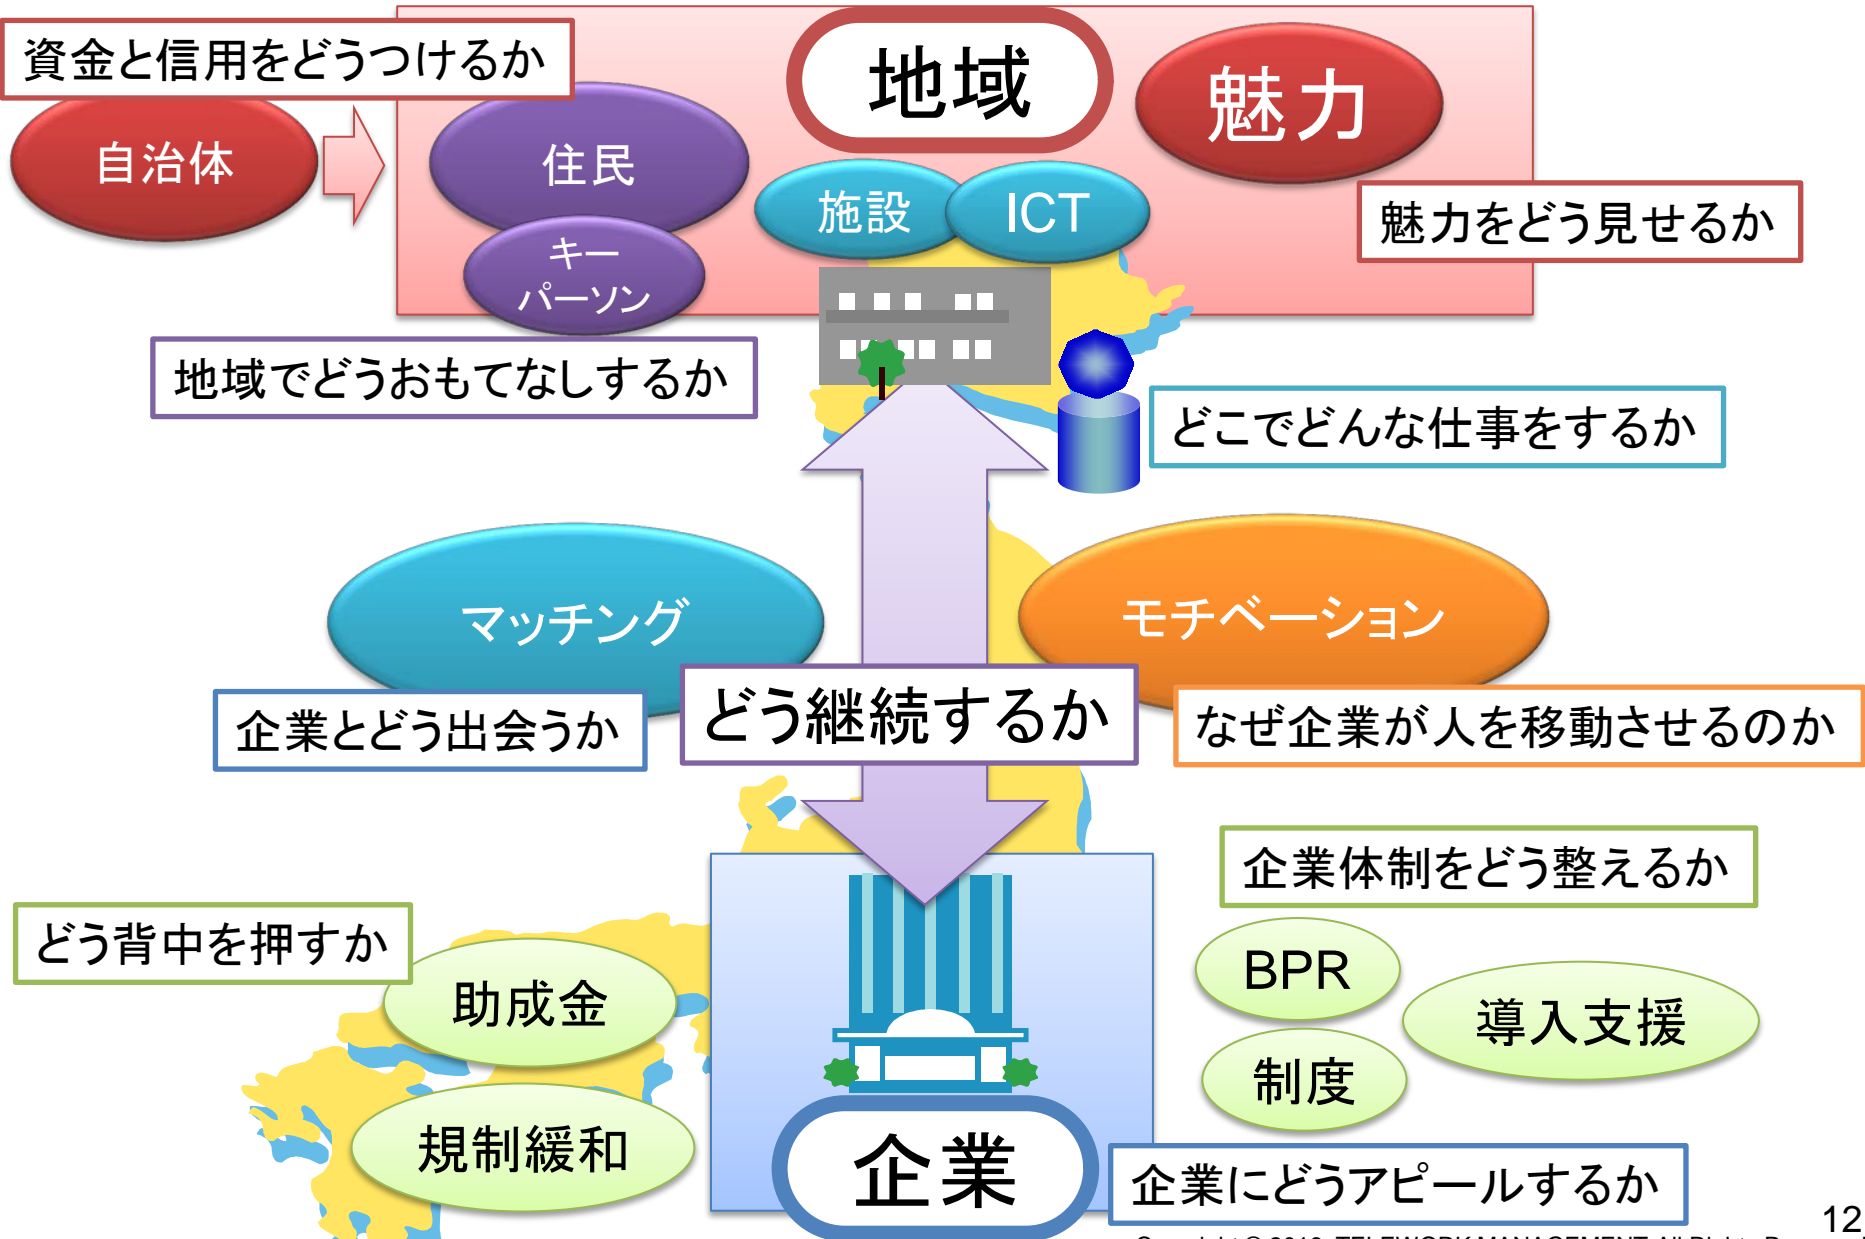 資金と信用をどうつけるか
地域
魅力
自治体
住民
施設
ICT
魅力をどう見せるか
キー
パーソン
地域でどうおもてなしするか
どこでどんな仕事をするか
マッチング
モチベーション
どう継続するか
企業とどう出会うか
なぜ企業が人を移動させるのか
企業体制をどう整えるか
どう背中を押すか
助成金
BPR
導入支援
制度
規制緩和
企業
企業にどうアピールするか
12
TELEWORK MANAGEMENT